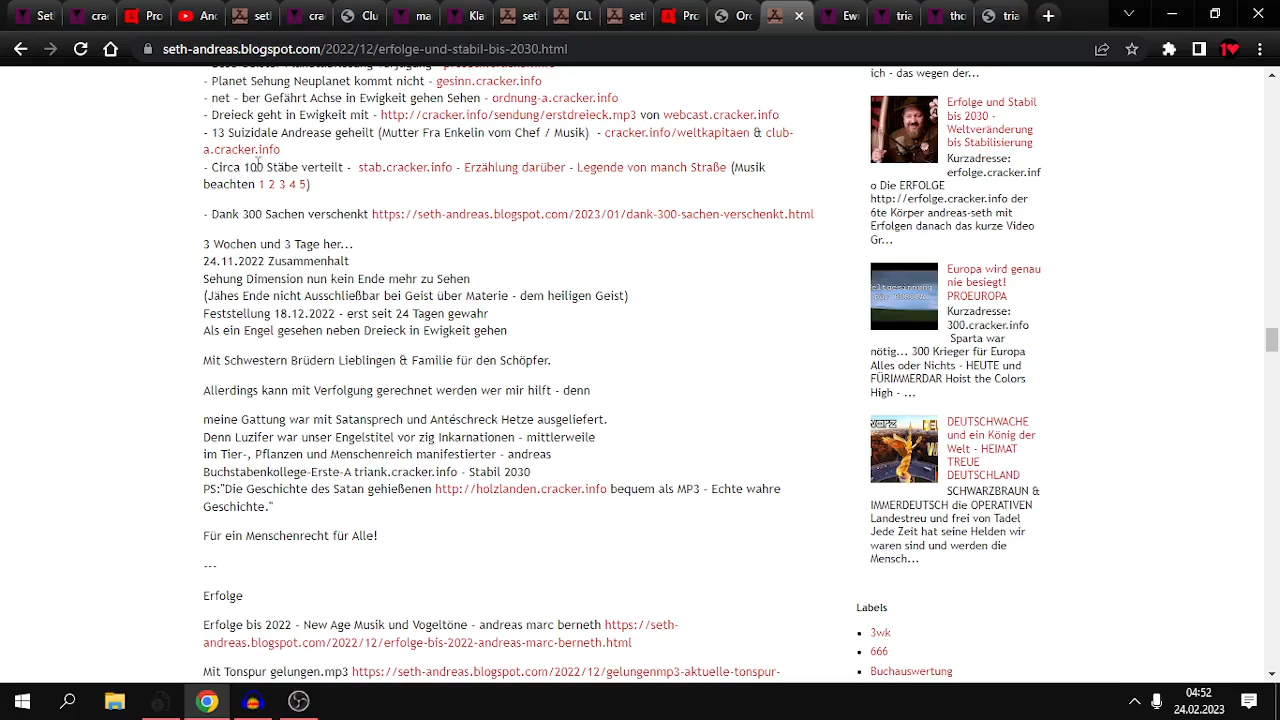 Set
cra
Pro
Anc
seti
cra
Clu
ma
Kla
seti
CLU
seti
Pro
Orc
Ew
tria
tho
tria
seth-andreas.blogspot.com/2022/12/erfolge-und-stabil-bis-2030.html
- Planet Sehung Neuplanet kommt nicht - gesinn.cracker.info
- net - ber Gefährt Achse in Ewigkeit gehen Sehen - ordnung-a.cracker.info
- Dreieck geht in Ewigkeit mit - http://cracker.info/sendung/erstdreieck.mp3 von webcast.cracker.info
- 13 Suizidale Andrease geheilt (Mutter Fra Enkelin vom Chef / Musik) - cracker.info/weltkapitaen & club-
a.cracker.info
- Circa 100 Stäbe verteilt - stab.cracker.info - Erzählung darüber - Legende von manch Straße (Musik
beachten 1 2 3 4 5)
- Dank 300 Sachen verschenkt https://seth-andreas.blogspot.com/2023/01/dank-300-sachen-verschenkt.html
3 Wochen und 3 Tage her...
24.11.2022 Zusammenhalt
Sehung Dimension nun kein Ende mehr zu Sehen
(Jähes Ende nicht Ausschließbar bei Geist über Materie - dem heiligen Geist)
Feststellung 18.12.2022 - erst seit 24 Tagen gewahr
Als ein Engel gesehen neben Dreieck in Ewigkeit gehen
Mit Schwestern Brüdern Lieblingen & Familie für den Schöpfer.
Allerdings kann mit Verfolgung gerechnet werden wer mir hilft - denn
meine Gattung war mit Satansprech und Antéschreck Hetze ausgeliefert.
Denn Luzifer war unser Engelstitel vor zig Inkarnationen - mittlerweile
im Tier-, Pflanzen und Menschenreich manifestierter - andreas
Buchstabenkollege-Erste-A triank.cracker.info - Stabil 2030
PS:"Die Geschichte des Satan geheißenen http://holzlanden.cracker.info bequem als MP3 - Echte wahre
Geschichte."
Für ein Menschenrecht für Alle!
---
Erfolge
Erfolge bis 2022 - New Age Musik und Vogeltöne - andreas marc berneth https://seth-
andreas.blogspot.com/2022/12/erfolge-bis-2022-andreas-marc-berneth.html
Mit Tonspur gelungen.mp3 https://seth-andreas.blogspot.com/2022/12/gelungenmp3-aktuelle-tonspur-
ich - das wegen der...
Erfolge und Stabil
bis 2030 -
Weltveränderung
bis Stabilisierung
Kurzadresse:
erfolge.cracker.inf
o Die ERFOLGE
http://erfolge.cracker.info der
6te Körper andreas-seth mit
Erfolgen danach das kurze Video
Gr...
Europa wird genau
nie besiegt!
PROEUROPA
Kurzadresse:
300.cracker.info
Sparta war
nötig... 300 Krieger für Europa
Alles oder Nichts - HEUTE und
FÜRIMMERDAR Hoist the Colors
High - ...
DEUTSCHWACHE
und ein König der
Welt - HEIMAT
TREUE
DEUTSCHLAND
SCHWARZBRAUN &
IMMERDEUTSCH die OPERATIVEN
Landestreu und frei von Tadel
Jede Zeit hat seine Helden wir
waren sind und werden die
Mensch...
Labels
3wk
666
Buchauswertung
04:52
24.02.2023